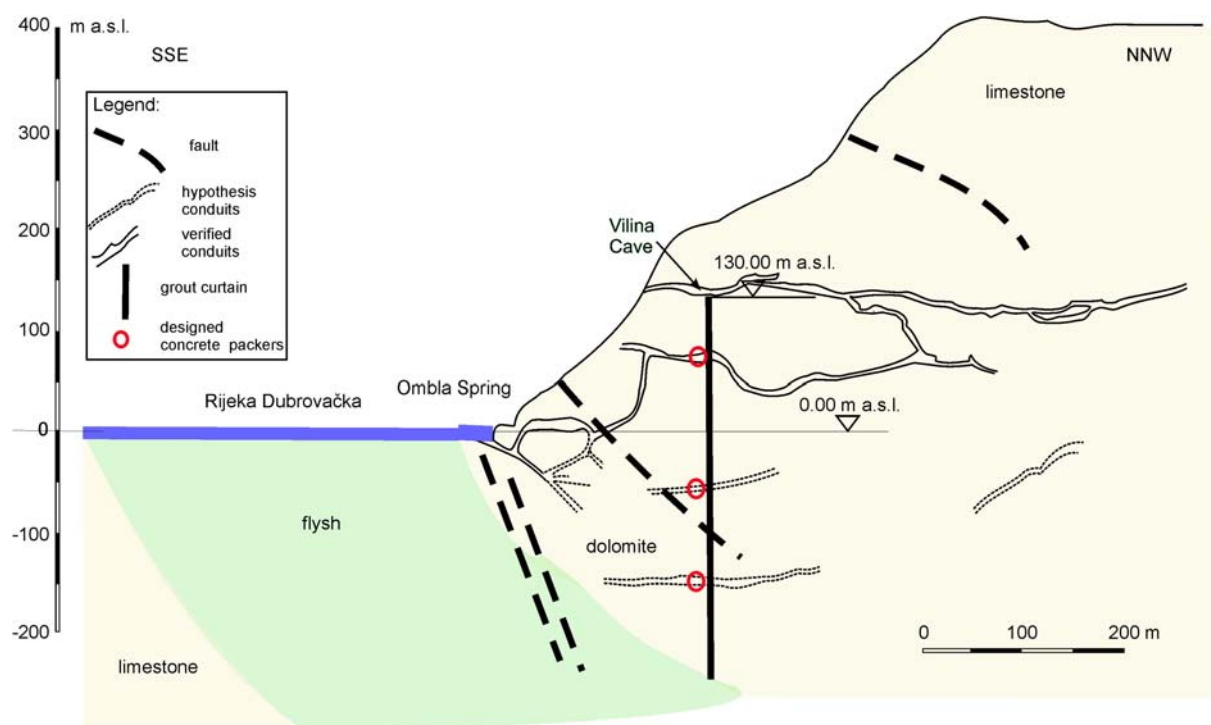 400
m a.s.l.
SSE
NNW
Legend:
fault
hypothesis
conduits
verified
conduits
grout curtain
designed
concrete packers
limestone
300
200
Vilina
Cave
130.00 m a.s.l.
100
Ombla Spring
Rijeka Dubrovačka
0.00 m a.s.l.
0
flysh
-100
dolomite
-200
0 100 200 m
limestone